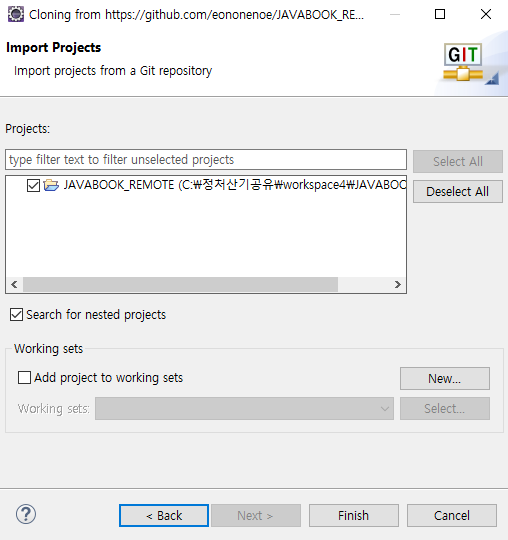 Cloning from https://github.com/eononenoe/JAVABOOK_RE...
Import Projects
Import projects from a Git repository
GIT
Projects:
type filter text to filter unselected projects
Select All
JAVABOOK_REMOTE (C:₩정처산기공유₩workspace4₩JAVABOO
Deselect All
Search for nested projects
Working sets
Add project to working sets
New...
Working sets:
Select...
?
< Back
Next >
Finish
Cancel